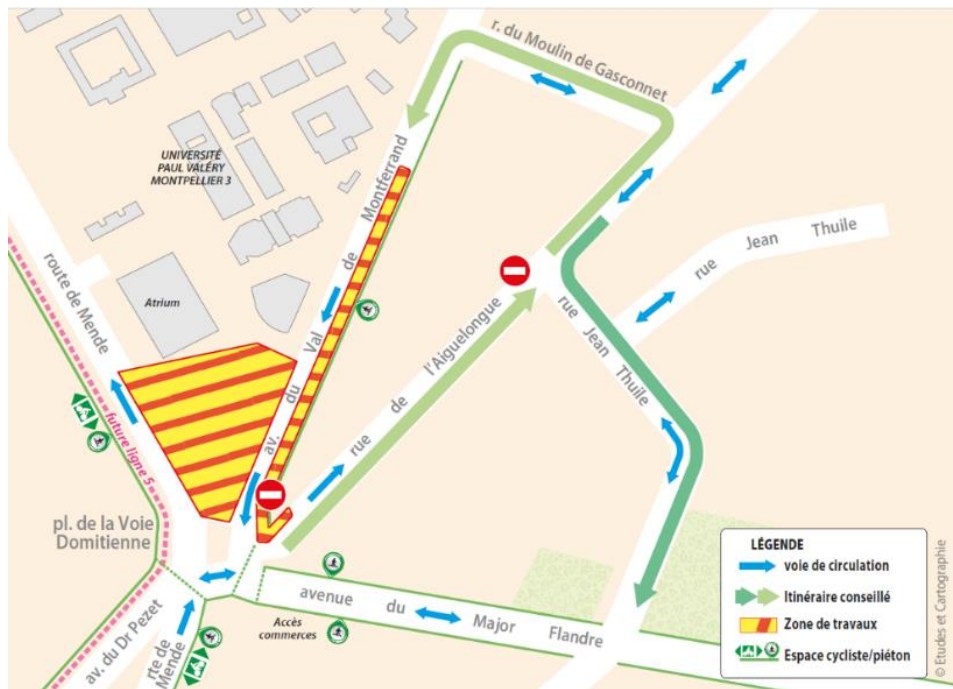 r. du Moulin de Gasconnet
UNIVERSITÉ
PAUL VALÉRY
MONTPELLIER 3
av. du Val de Montferrand
route de Mende
Atrium
rue de l'Aiguelongue
rue Jean Thuile
rue Jean Thuile
future ligne 5
pl. de la Voie
Domitienne
av. du Dr Pezet
rte de
Mende
Accès
commerces
avenue du Major Flandre
LÉGENDE
voie de circulation
Itinéraire conseillé
Zone de travaux
Espace cycliste/piéton
© Etudes et Cartographie